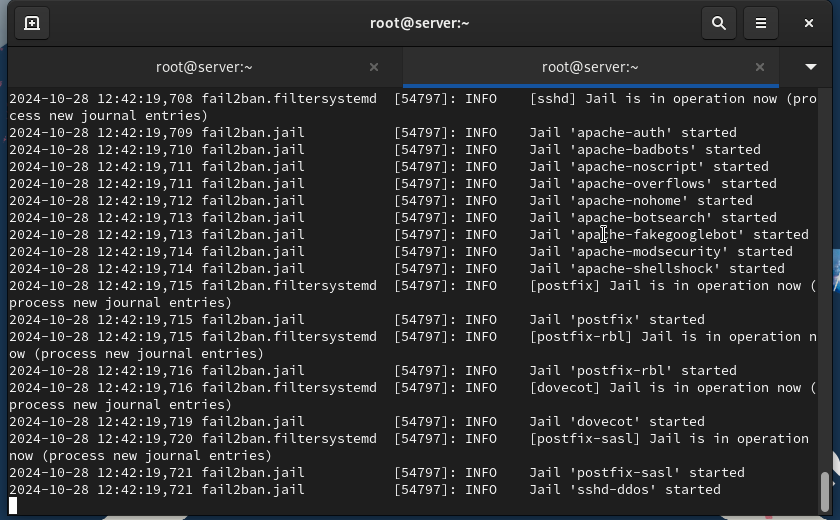 root@server:~
root@server:~
root@server:~
2024-10-28 12:42:19,708 fail2ban.filtersystemd  [54797]: INFO    [sshd] Jail is in operation now (pro
cess new journal entries)
2024-10-28 12:42:19,709 fail2ban.jail           [54797]: INFO    Jail 'apache-auth' started
2024-10-28 12:42:19,710 fail2ban.jail           [54797]: INFO    Jail 'apache-badbots' started
2024-10-28 12:42:19,711 fail2ban.jail           [54797]: INFO    Jail 'apache-noscript' started
2024-10-28 12:42:19,711 fail2ban.jail           [54797]: INFO    Jail 'apache-overflows' started
2024-10-28 12:42:19,712 fail2ban.jail           [54797]: INFO    Jail 'apache-nohome' started
2024-10-28 12:42:19,713 fail2ban.jail           [54797]: INFO    Jail 'apache-botsearch' started
2024-10-28 12:42:19,713 fail2ban.jail           [54797]: INFO    Jail 'apache-fakegooglebot' started
2024-10-28 12:42:19,714 fail2ban.jail           [54797]: INFO    Jail 'apache-modsecurity' started
2024-10-28 12:42:19,714 fail2ban.jail           [54797]: INFO    Jail 'apache-shellshock' started
2024-10-28 12:42:19,715 fail2ban.filtersystemd  [54797]: INFO    [postfix] Jail is in operation now (
process new journal entries)
2024-10-28 12:42:19,715 fail2ban.jail           [54797]: INFO    Jail 'postfix' started
2024-10-28 12:42:19,715 fail2ban.filtersystemd  [54797]: INFO    [postfix-rbl] Jail is in operation n
ow (process new journal entries)
2024-10-28 12:42:19,716 fail2ban.jail           [54797]: INFO    Jail 'postfix-rbl' started
2024-10-28 12:42:19,716 fail2ban.filtersystemd  [54797]: INFO    [dovecot] Jail is in operation now (
process new journal entries)
2024-10-28 12:42:19,719 fail2ban.jail           [54797]: INFO    Jail 'dovecot' started
2024-10-28 12:42:19,720 fail2ban.filtersystemd  [54797]: INFO    [postfix-sasl] Jail is in operation 
now (process new journal entries)
2024-10-28 12:42:19,721 fail2ban.jail           [54797]: INFO    Jail 'postfix-sasl' started
2024-10-28 12:42:19,721 fail2ban.jail           [54797]: INFO    Jail 'sshd-ddos' started